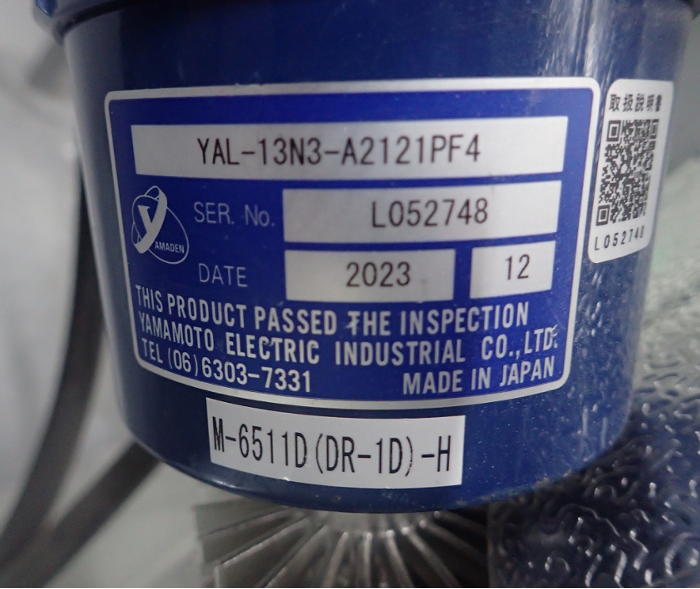 YAL-13N3-A2121PF4
SER. No. L052748
YAMADEN
DATE 2023 12
THIS PRODUCT PASSED THE INSPECTION
YAMAMOTO ELECTRIC INDUSTRIAL CO.,LTD.
TEL (06)6303-7331 MADE IN JAPAN
M-6511D(DR-1D)-H
取扱説明書
L052748